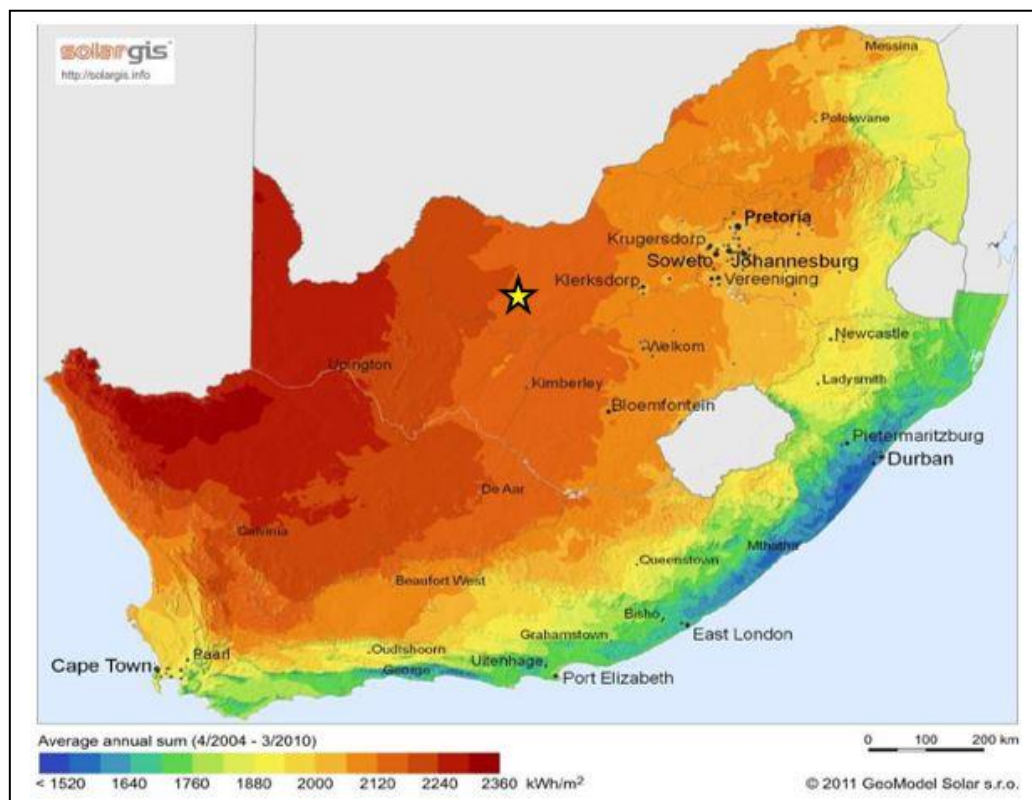 solargis
http://solargis.info
Messina
Polokwane
Pretoria
Krugersdorp
Soweto Johannesburg
Klerksdorp Vereeniging
Newcastle
Welkom
Upington
Ladysmith
Kimberley
Bloemfontein
Pietermaritzburg
Durban
De Aar
Calvinia
Mthatha
Queenstown
Beaufort West
Bisho
East London
Grahamstown
Oudtshoorn
Paarl
Cape Town
George
Uitenhage
Port Elizabeth
Average annual sum (4/2004 - 3/2010)
0 100 200 km
< 1520 1640 1760 1880 2000 2120 2240 2360 kWh/m²
© 2011 GeoModel Solar s.r.o.